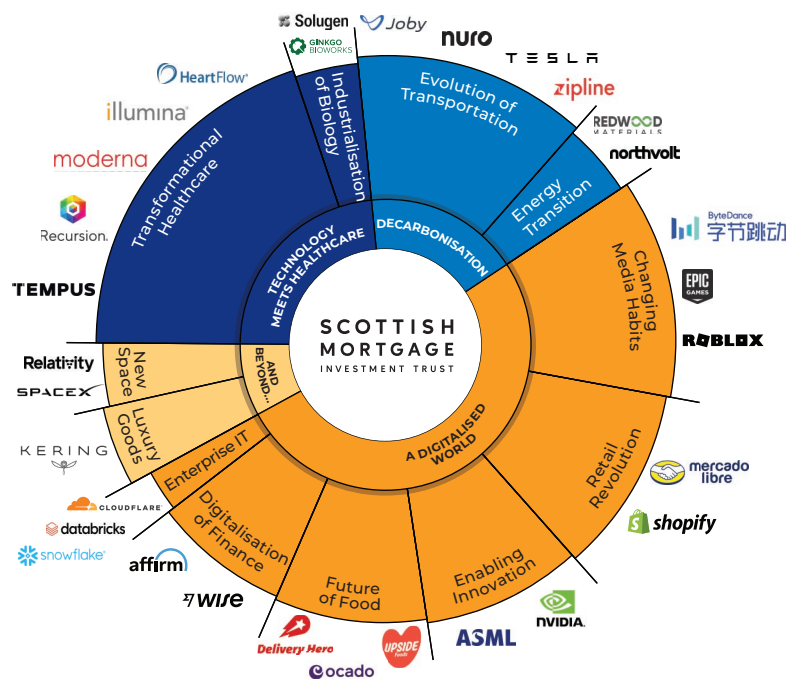 SCOTTISH
MORTGAGE
INVESTMENT TRUST
TECHNOLOGY
MEETS HEALTHCARE
DECARBONISATION
A DIGITALISED
WORLD
AND
BEYOND...
Transformational
Healthcare
Industrialisation
of Biology
Evolution of
Transportation
Energy
Transition
Changing
Media Habits
Retail
Revolution
Enabling
Innovation
Future
of Food
Digitalisation
of Finance
Enterprise IT
Luxury
Goods
New
Space
Solugen
GINKGO
BIOWORKS
Joby
nuro
TESLA
zipline
REDWOOD
MATERIALS
northvolt
ByteDance
字节跳动
EPIC
GAMES
ROBLOX
mercado
libre
shopify
NVIDIA.
ASML
UPSIDE
Foods
ocado
Delivery Hero
wise
affirm
CLOUDFLARE
databricks
snowflake
KERING
SPACEX
Relativity
TEMPUS
RECURSION.
moderna
illumina
HeartFlow